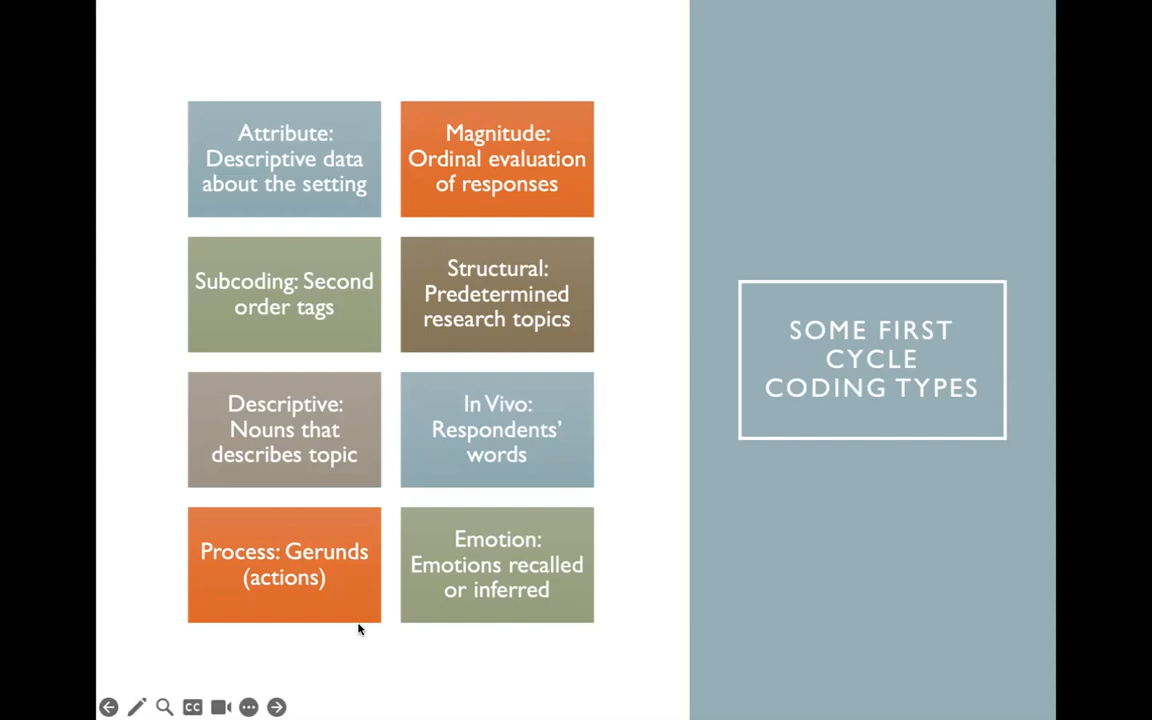 Attribute:
Descriptive data
about the setting
Magnitude:
Ordinal evaluation
of responses
Subcoding: Second
order tags
Structural:
Predetermined
research topics
Descriptive:
Nouns that
describes topic
In Vivo:
Respondents’
words
Process: Gerunds
(actions)
Emotion:
Emotions recalled
or inferred
SOME FIRST
CYCLE
CODING TYPES
CC